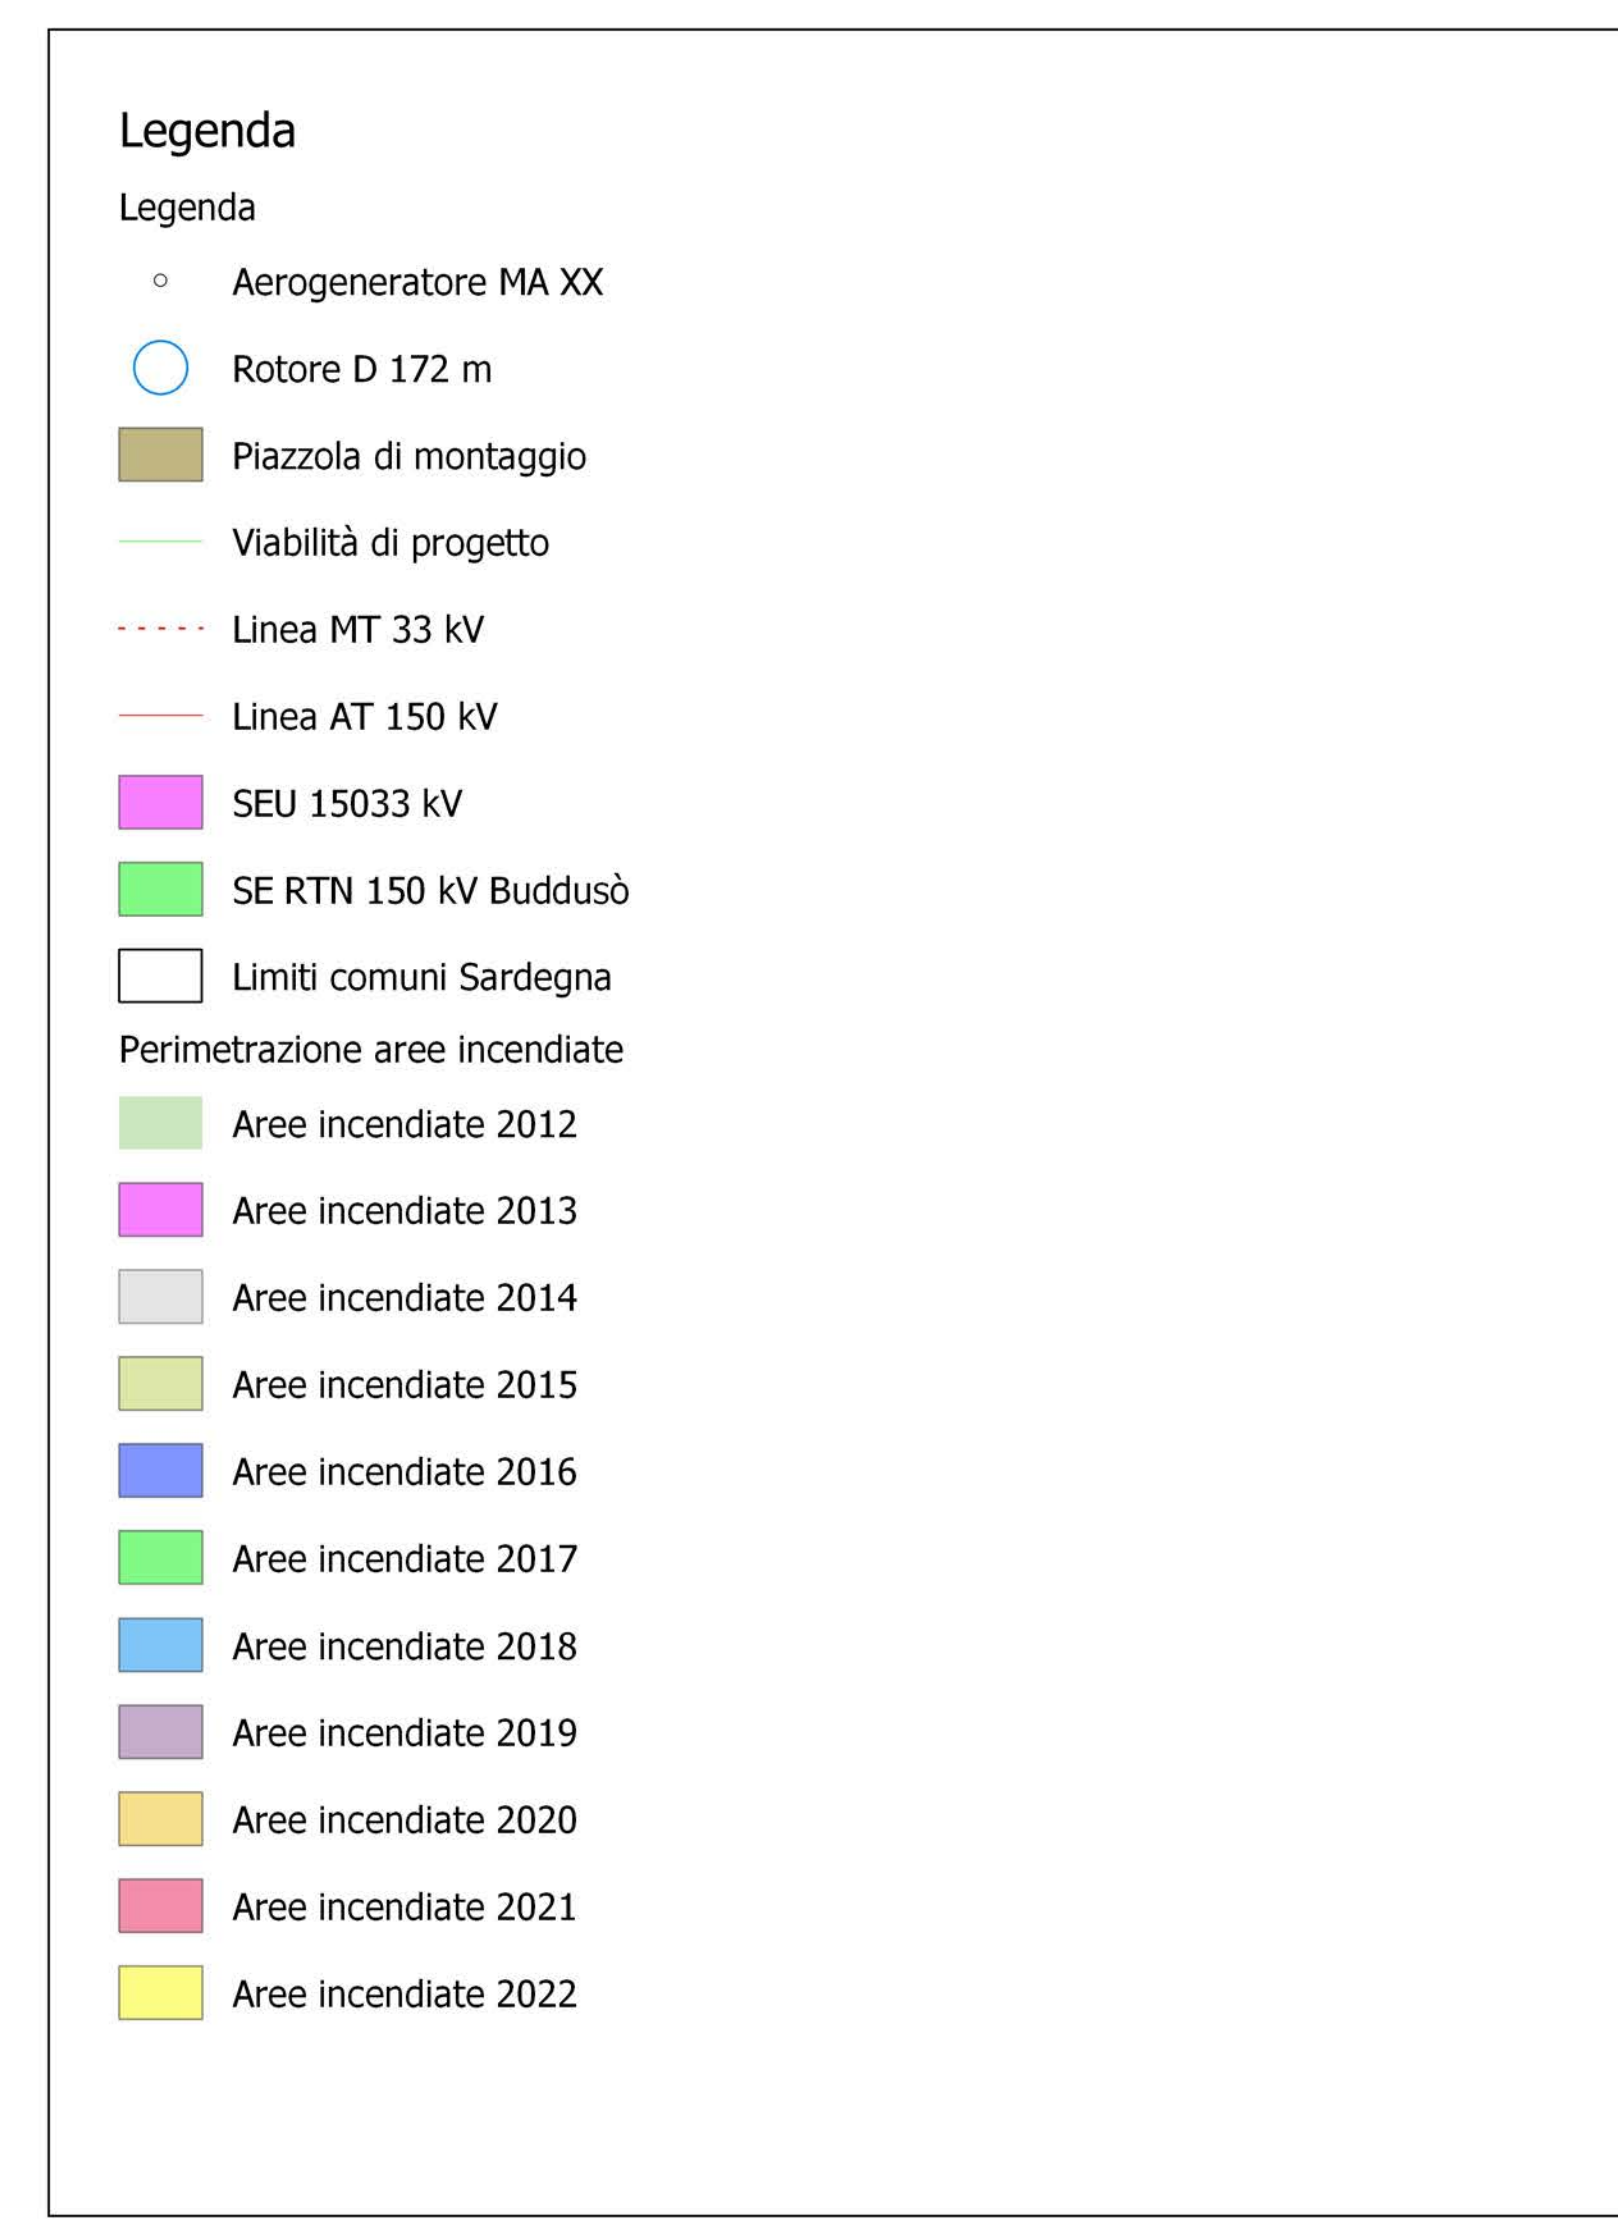 Legenda
Legenda
Aerogeneratore MA XX
Rotore D 172 m
Piazzola di montaggio
Viabilità di progetto
Linea MT 33 kV
Linea AT 150 kV
SEU 15033 kV
SE RTN 150 kV Buddusò
Limiti comuni Sardegna
Perimetrazione aree incendiate
Aree incendiate 2012
Aree incendiate 2013
Aree incendiate 2014
Aree incendiate 2015
Aree incendiate 2016
Aree incendiate 2017
Aree incendiate 2018
Aree incendiate 2019
Aree incendiate 2020
Aree incendiate 2021
Aree incendiate 2022